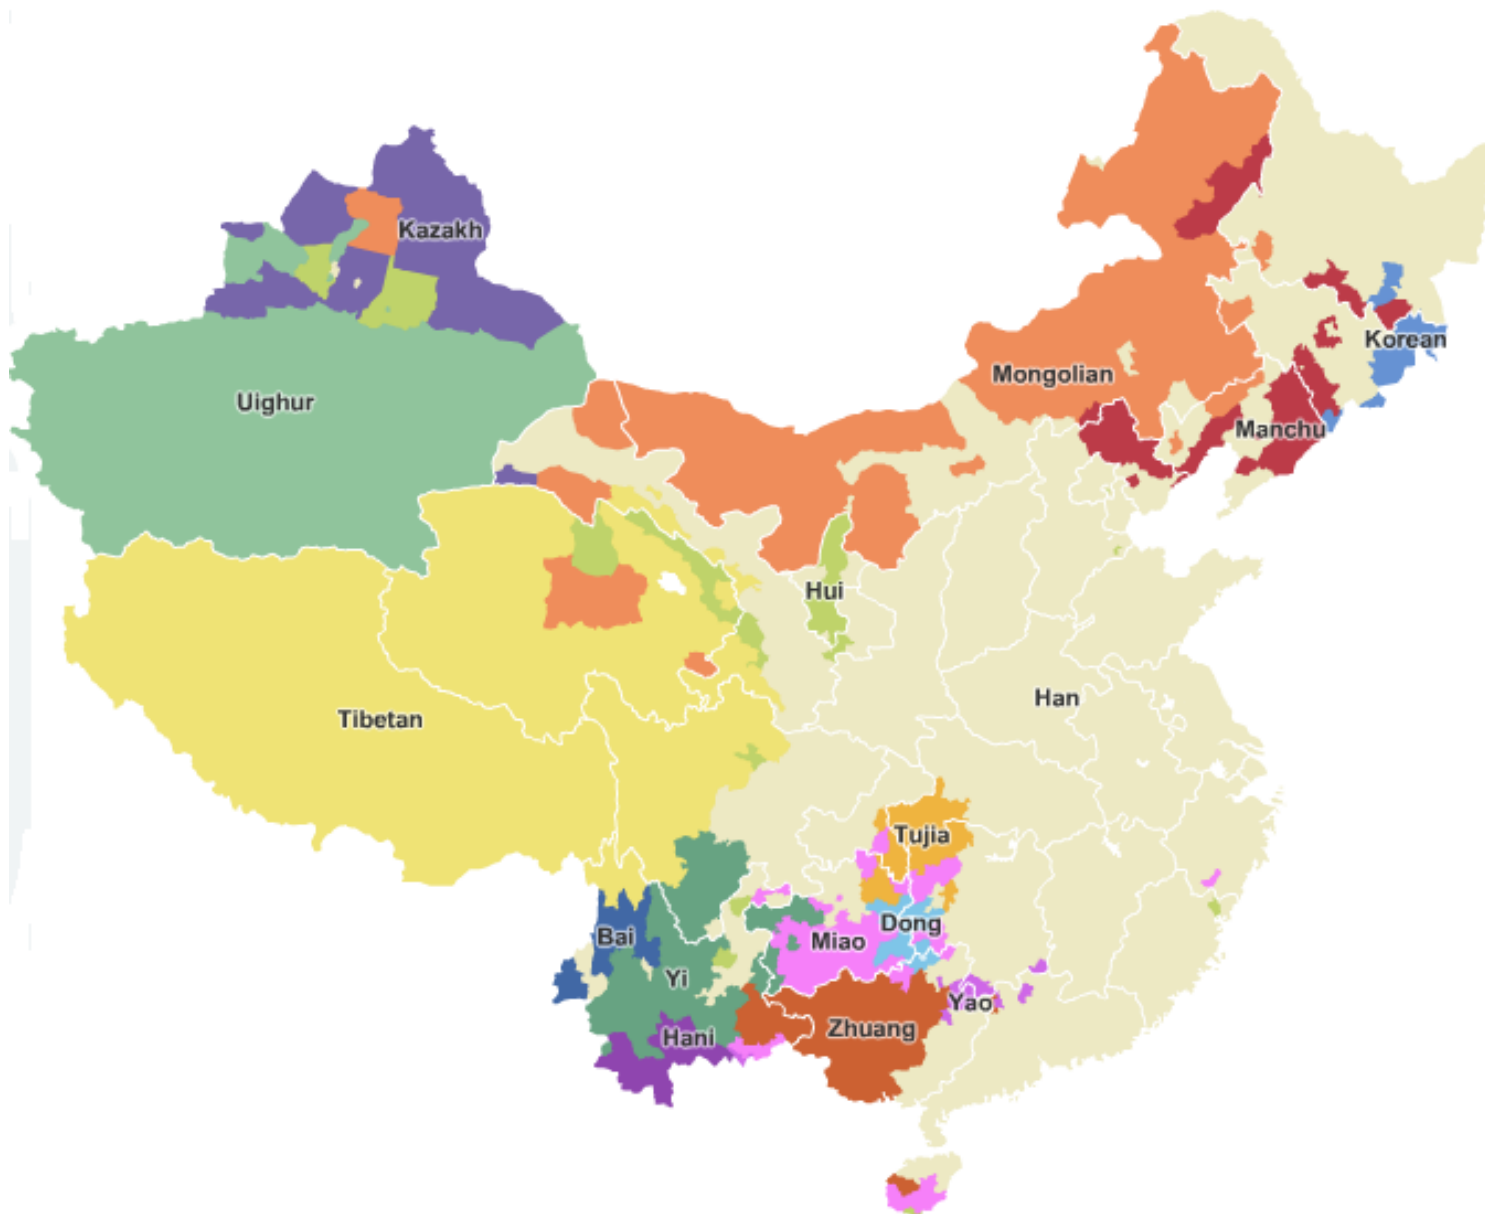 Kazakh
Korean
Mongolian
Uighur
Manchu
Hui
Han
Tibetan
Tujia
Dong
Bai
Miao
Yi
Yao
Zhuang
Hani